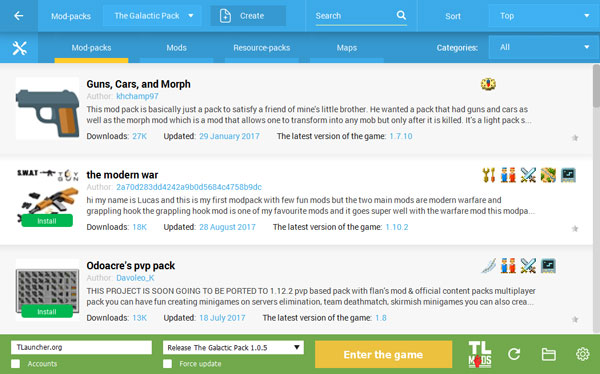 Mod-packs
The Galactic Pack
Create
Search
Sort
Top
Mod-packs
Mods
Resource-packs
Maps
Categories:
All
Guns, Cars, and Morph
Author: khchamp97
This mod pack is basically just a pack to satisfy a friend of mine's little brother. He wanted a pack that had guns and cars as
well as the morph mod which is a mod that allows one to transform into any mob but only after it is killed. It's a light pack s...
Downloads: 27K Updated: 29 January 2017 The latest version of the game: 1.7.10
S.W.A.T TOY
GUN
Install
the modern war
Author: 2a70d283dd4242a9b0d5684c4758b9dc
hi my name is Lucas and this is my first modpack with few fun mods but the two main mods are modern warfare and
grappling hook the grappling hook mod is one of my favourite mods and it goes super well with the warfare mod this modpa...
Downloads: 18K Updated: 28 August 2017 The latest version of the game: 1.10.2
Install
Odoacre's pvp pack
Author: Davoleo_K
THIS PROJECT IS SOON GOING TO BE PORTED TO 1.12.2 pvp based pack with flan's mod & official content packs multiplayer
pack you can have fun creating minigames on servers elimination, team deathmatch, skirmish minigames you can also crea...
Downloads: 13K Updated: 18 July 2017 The latest version of the game: 1.8
TLauncher.org
Accounts
Release The Galactic Pack 1.0.5
Force update
Enter the game
TL
MODS